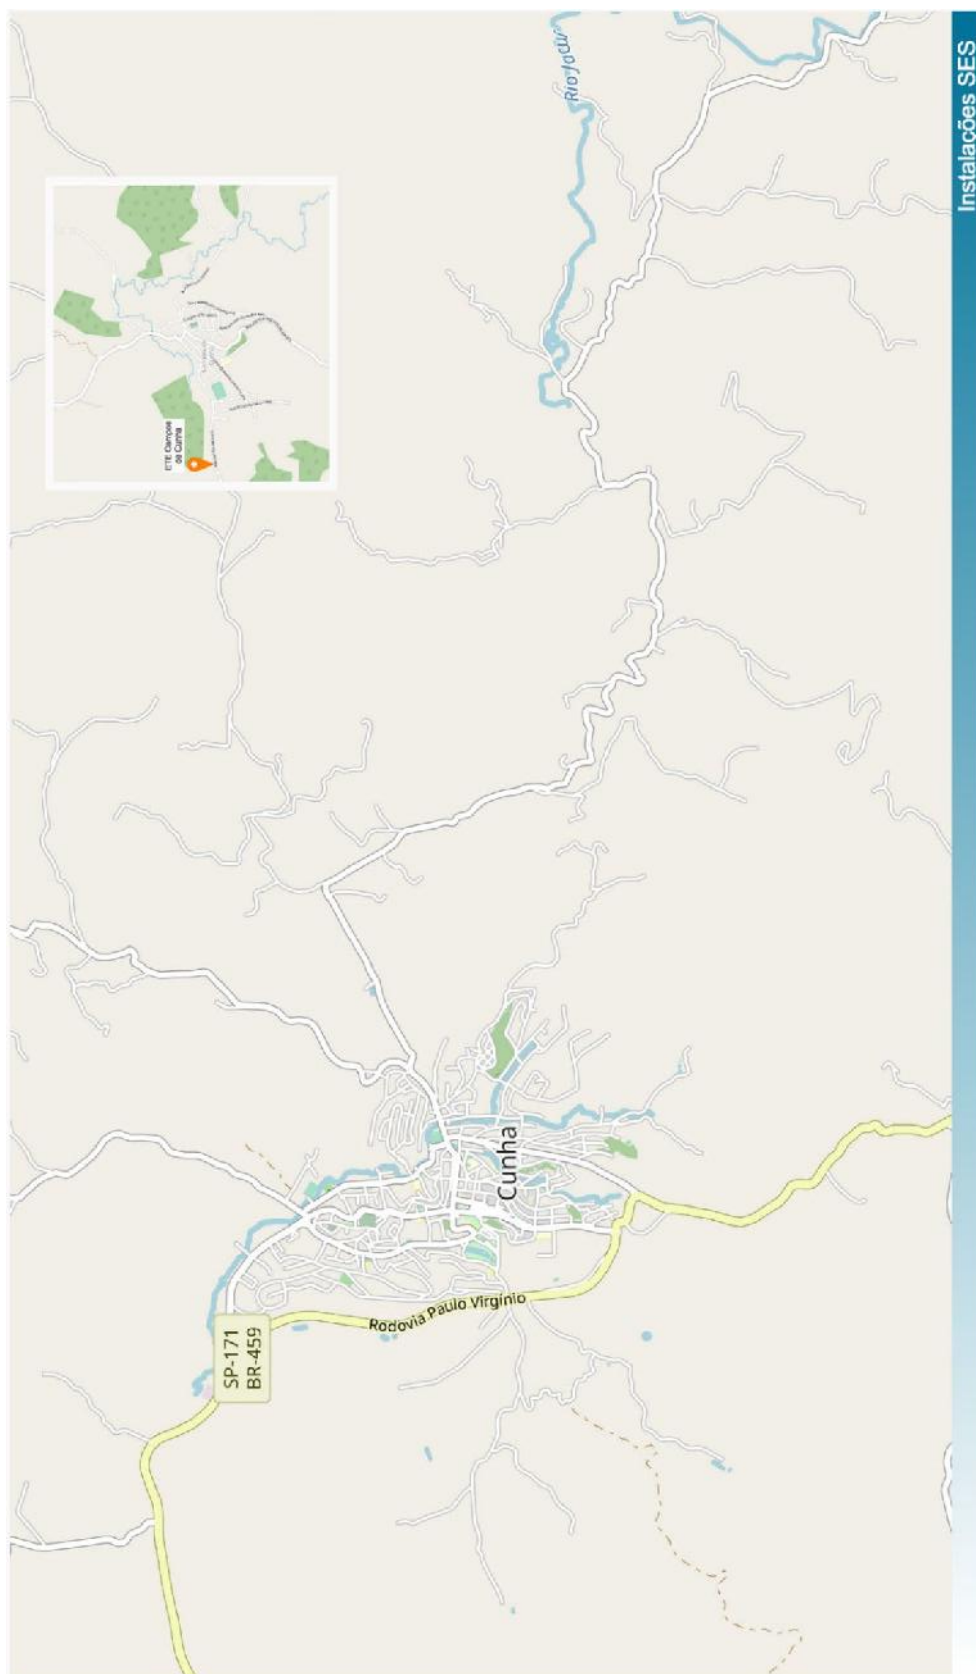 Instalações SES
Rio Jacuí
ETE Campos
de Cunha
Cunha
Rodovia Paulo Virgínio
SP-171
BR-459